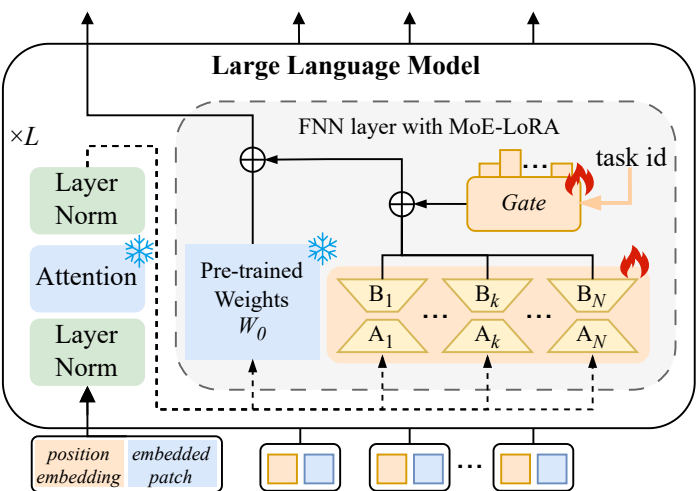 Large Language Model
×L
FNN layer with MoE-LoRA
task id
Gate
Layer
Norm
Attention
Layer
Norm
Pre-trained
Weights
W0
B1 ... Bk ... BN
A1 Ak AN
position
embedding
embedded
patch
...